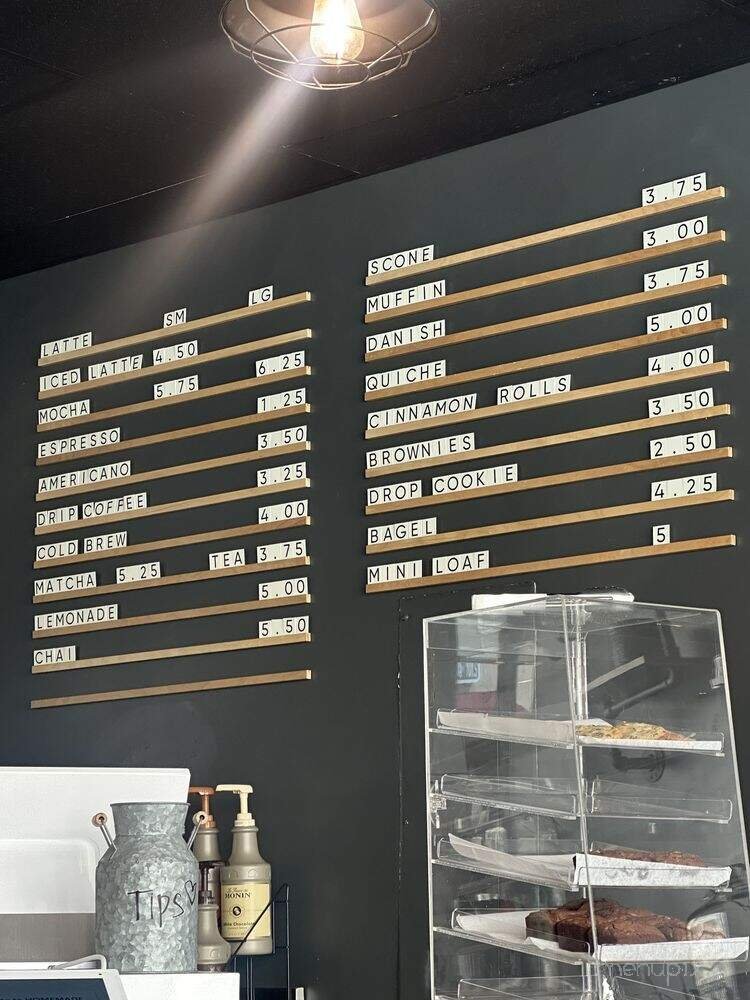 LATTE SM LG
ICED LATTE 4.50
MOCHA 5.75 6.25
ESPRESSO 1.25
AMERICANO 3.50
DRIP COFFEE 3.25
COLD BREW 4.00
MATCHA 5.25 TEA 3.75
LEMONADE 5.00
CHAI 5.50
SCONE 3.75
MUFFIN 3.00
DANISH 3.75
QUICHE 5.00
CINNAMON ROLLS 4.00
BROWNIES 3.50
DROP COOKIE 2.50
BAGEL 4.25
MINI LOAF 5
TIPS
MONIN
menupix